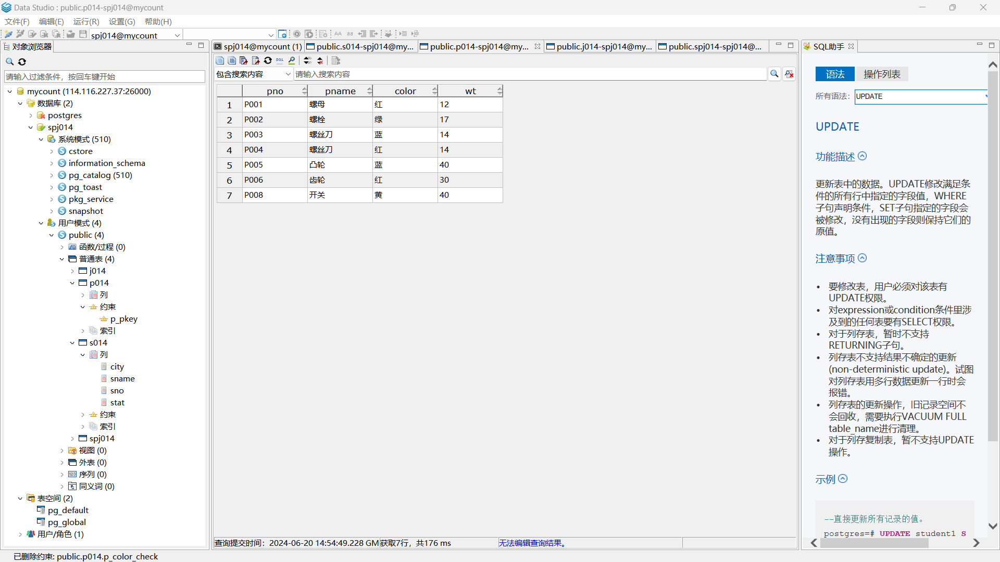 Data Studio : public.p014-spj014@mycount
文件(F) 编辑(E) 运行(R) 设置(G) 帮助(H)
spj014@mycount
对象浏览器
请输入过滤条件，按回车键开始
mycount (114.116.227.37:26000)
数据库 (2)
postgres
spj014
系统模式 (510)
cstore
information_schema
pg_catalog (510)
pg_toast
pkg_service
snapshot
用户模式 (4)
public (4)
函数/过程 (0)
普通表 (4)
j014
p014
列
约束
p_pkey
索引
s014
列
city
sname
sno
stat
约束
索引
spj014
视图 (0)
外表 (0)
序列 (0)
同义词 (0)
表空间 (2)
pg_default
pg_global
用户/角色 (1)
spj014@mycount (1) public.s014-spj014@my... public.p014-spj014@my... public.j014-spj014@my... public.spj014-spj014@...
SQL
包含搜索内容 请输入搜索内容
pno pname color wt
1 P001 螺母 红 12
2 P002 螺栓 绿 17
3 P003 螺丝刀 蓝 14
4 P004 螺丝刀 红 14
5 P005 凸轮 蓝 40
6 P006 齿轮 红 30
7 P008 开关 黄 40
查询提交时间：2024-06-20 14:54:49.228 GM 获取7行，共176 ms 无法编辑查询结果。
SQL助手
语法 操作列表
所有语法: UPDATE
UPDATE
功能描述
更新表中的数据。UPDATE修改满足条
件的所有行中指定的字段值，WHERE
子句声明条件，SET子句指定的字段会
被修改，没有出现的字段则保持它们的
原值。
注意事项
• 要修改表，用户必须对该表有
UPDATE权限。
• 对expression或condition条件里涉
及到的任何表要有SELECT权限。
• 对于列存表，暂时不支持
RETURNING子句。
• 列存表不支持结果不确定的更新
(non-deterministic update)。试图
对列存表用多行数据更新一行时会
报错。
• 列存表的更新操作，旧记录空间不
会回收，需要执行VACUUM FULL
table_name进行清理。
• 对于列存复制表，暂不支持UPDATE
操作。
示例
--直接更新所有记录的值。
postgres=# UPDATE student1 S
已删除约束: public.p014.p_color_check